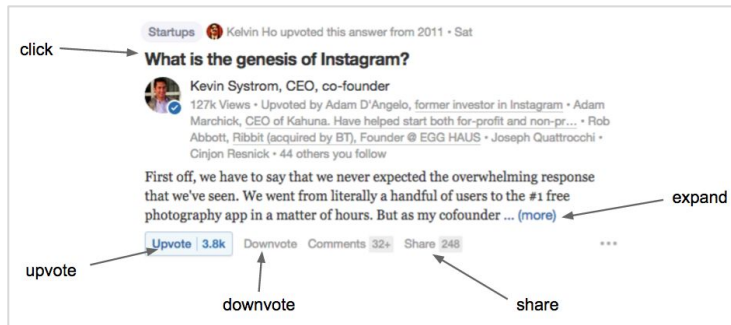 Startups Kelvin Ho upvoted this answer from 2011 • Sat
click
What is the genesis of Instagram?
Kevin Systrom, CEO, co-founder
127k Views • Upvoted by Adam D'Angelo, former investor in Instagram • Adam
Marchick, CEO of Kahuna. Have helped start both for-profit and non-pr... • Rob
Abbott, Ribbit (acquired by BT), Founder @ EGG HAUS • Joseph Quattrocchi •
Cinjon Resnick • 44 others you follow
First off, we have to say that we never expected the overwhelming response
that we've seen. We went from literally a handful of users to the #1 free
photography app in a matter of hours. But as my cofounder ... (more)
expand
Upvote 3.8k Downvote Comments 32+ Share 248 •••
upvote
downvote
share